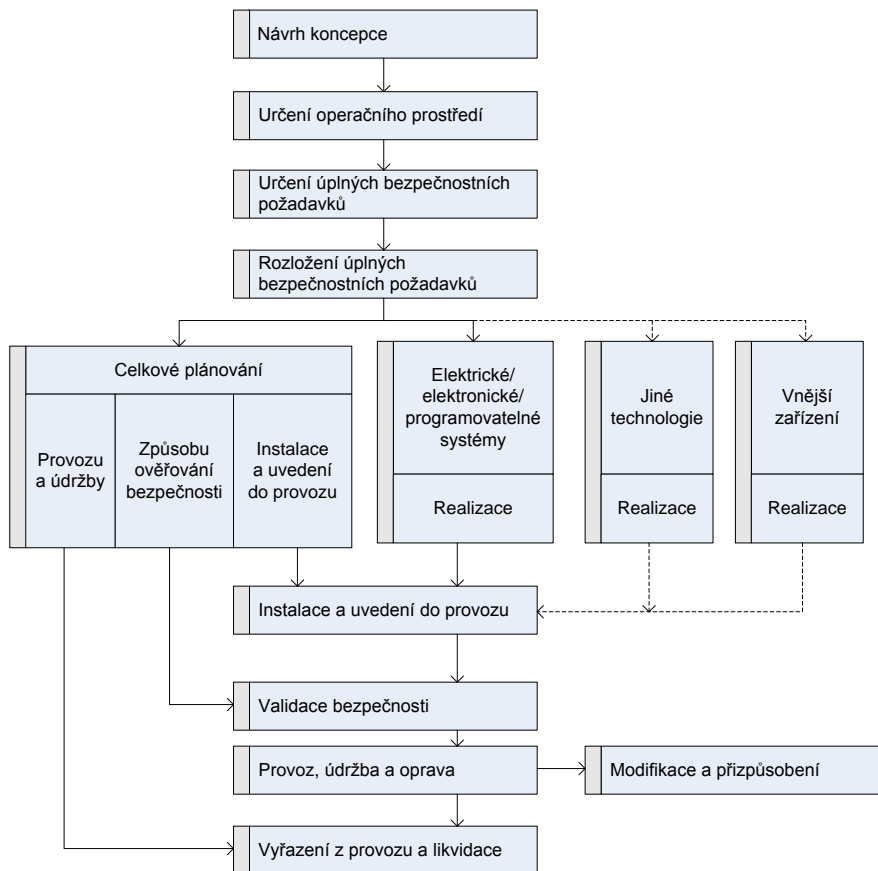 Návrh koncepce
Určení operačního prostředí
Určení úplných bezpečnostních
požadavků
Rozložení úplných
bezpečnostních požadavků
Celkové plánování
Provozu
a údržby
Způsobu
ověřování
bezpečnosti
Instalace
a uvedení
do provozu
Elektrické/
elektronické/
programovatelné
systémy
Realizace
Jiné
technologie
Realizace
Vnější
zařízení
Realizace
Instalace a uvedení do provozu
Validace bezpečnosti
Provoz, údržba a oprava
Modifikace a přizpůsobení
Vyřazení z provozu a likvidace